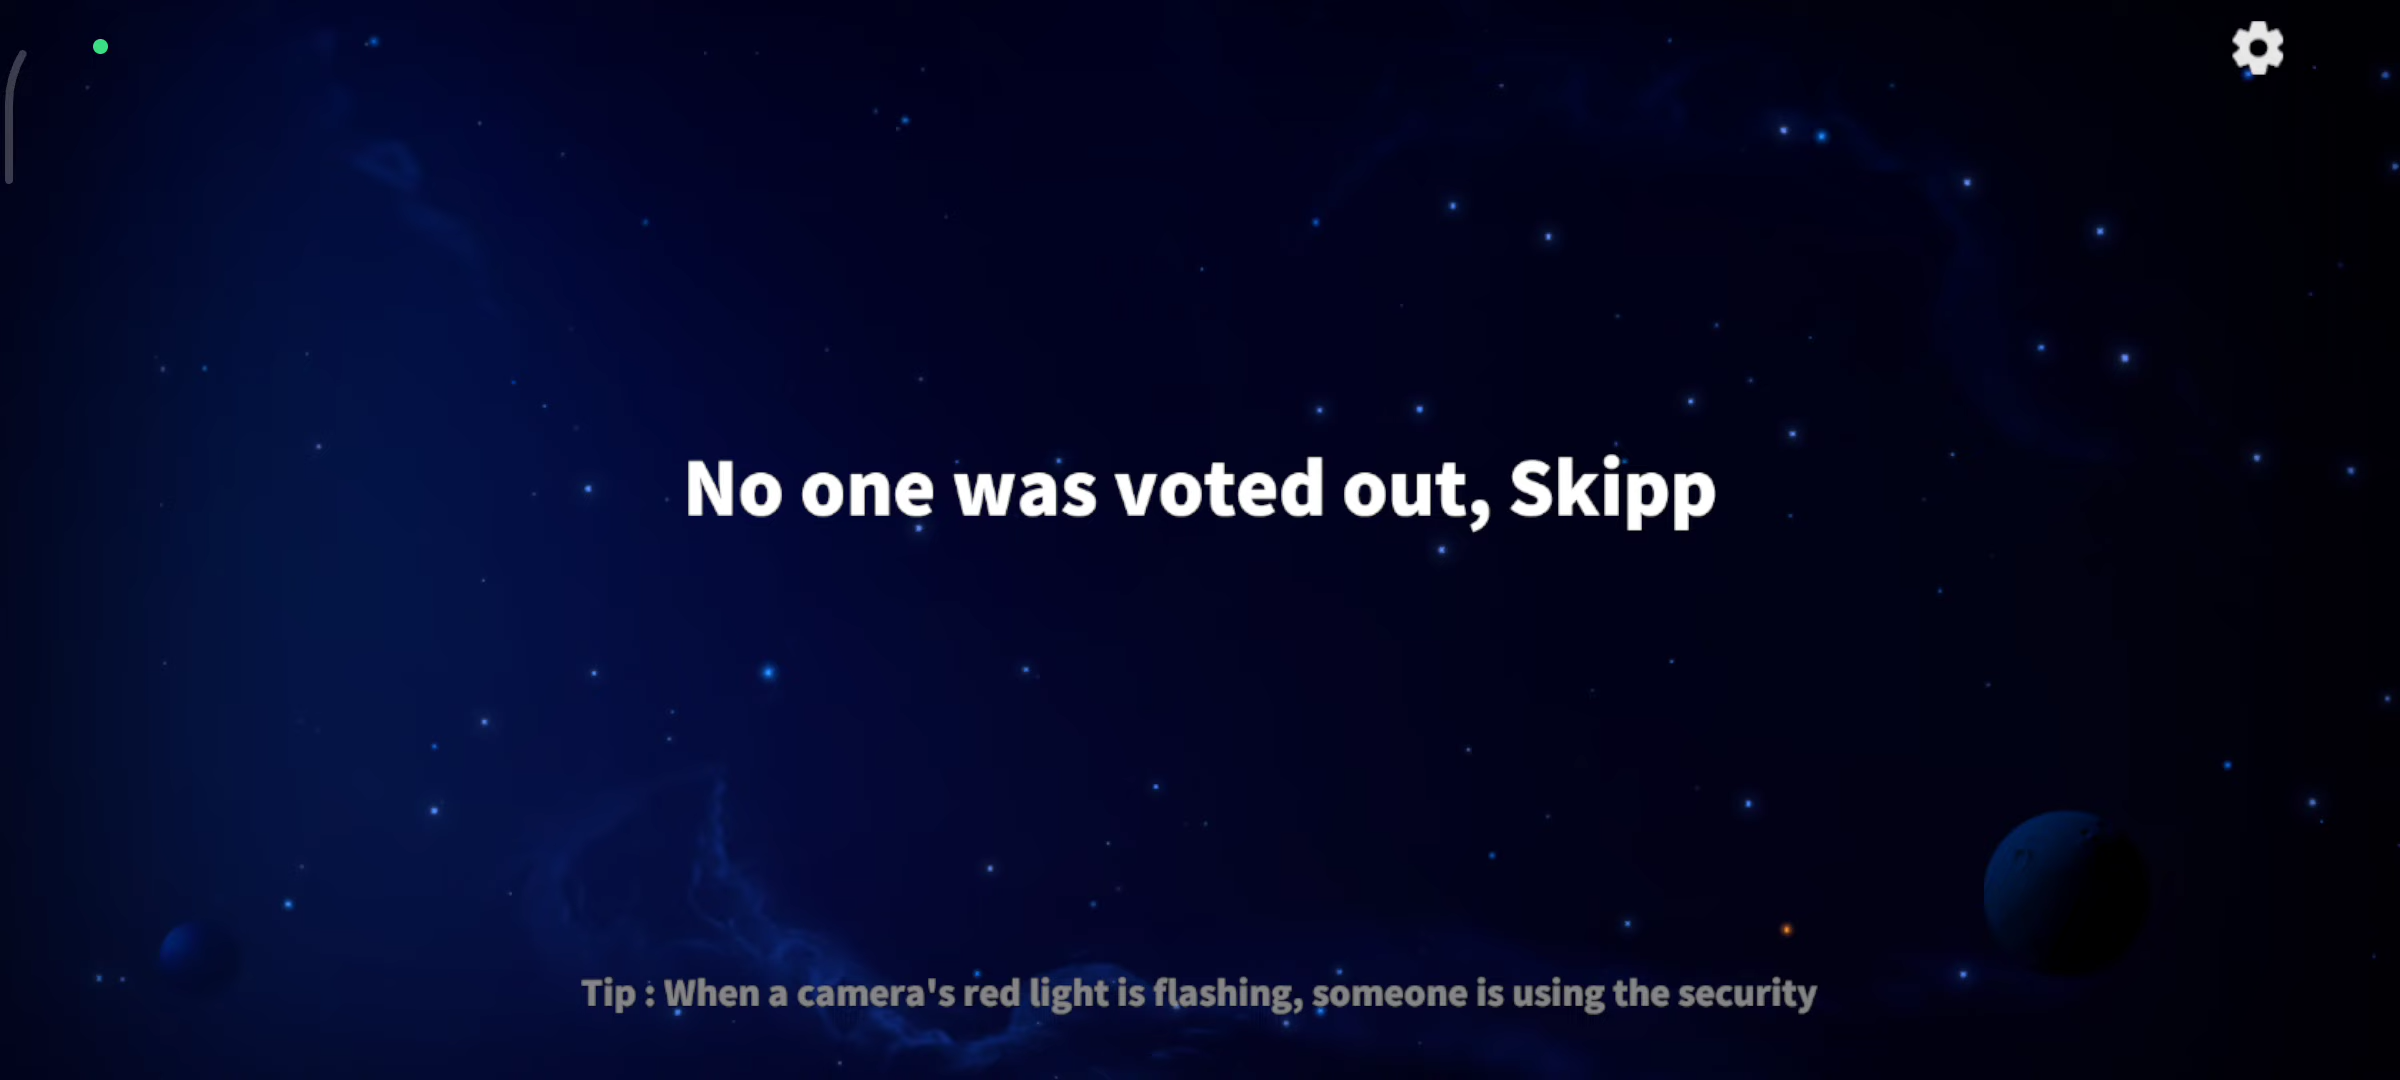 No one was voted out, Skipp
Tip : When a camera's red light is flashing, someone is using the security